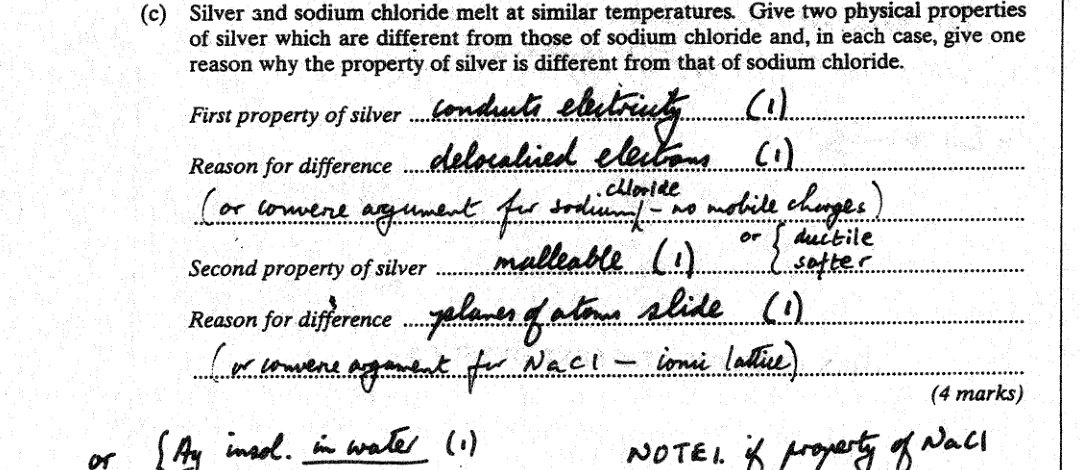 (c) Silver and sodium chloride melt at similar temperatures. Give two physical properties
of silver which are different from those of sodium chloride and, in each case, give one
reason why the property of silver is different from that of sodium chloride.
First property of silver conducts electricity (1)
Reason for difference delocalised electrons (1)
(or converse argument for sodium chloride - no mobile charges)
Second property of silver malleable (1) or { ductile
softer
Reason for difference planes of atoms slide (1)
(or converse argument for NaCl - ionic lattice)
(4 marks)
or { Ag insol. in water (1) NOTE 1. if property of NaCl